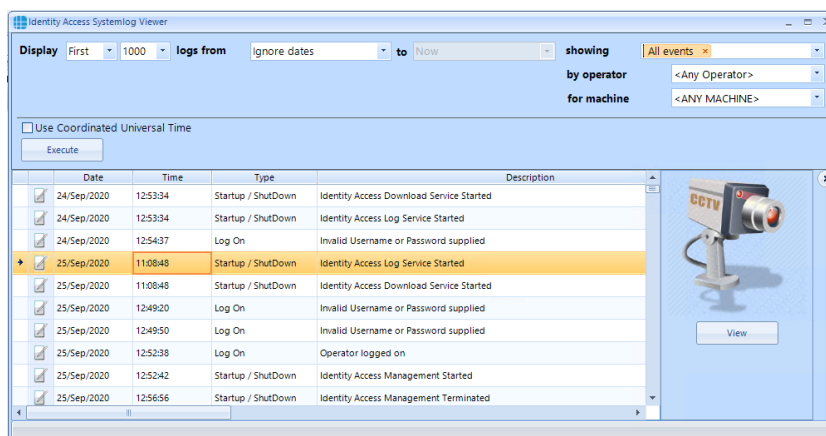 Identity Access Systemlog Viewer
Display First 1000 logs from Ignore dates to Now showing All events ×
by operator <Any Operator>
for machine <ANY MACHINE>
Use Coordinated Universal Time
Execute
Date Time Type Description
24/Sep/2020 12:53:34 Startup / ShutDown Identity Access Download Service Started
24/Sep/2020 12:53:34 Startup / ShutDown Identity Access Log Service Started
24/Sep/2020 12:54:37 Log On Invalid Username or Password supplied
25/Sep/2020 11:08:48 Startup / ShutDown Identity Access Log Service Started
25/Sep/2020 11:08:48 Startup / ShutDown Identity Access Download Service Started
25/Sep/2020 12:49:20 Log On Invalid Username or Password supplied
25/Sep/2020 12:49:50 Log On Invalid Username or Password supplied
25/Sep/2020 12:52:38 Log On Operator logged on
25/Sep/2020 12:52:42 Startup / ShutDown Identity Access Management Started
25/Sep/2020 12:56:56 Startup / ShutDown Identity Access Management Terminated
CCTV
View